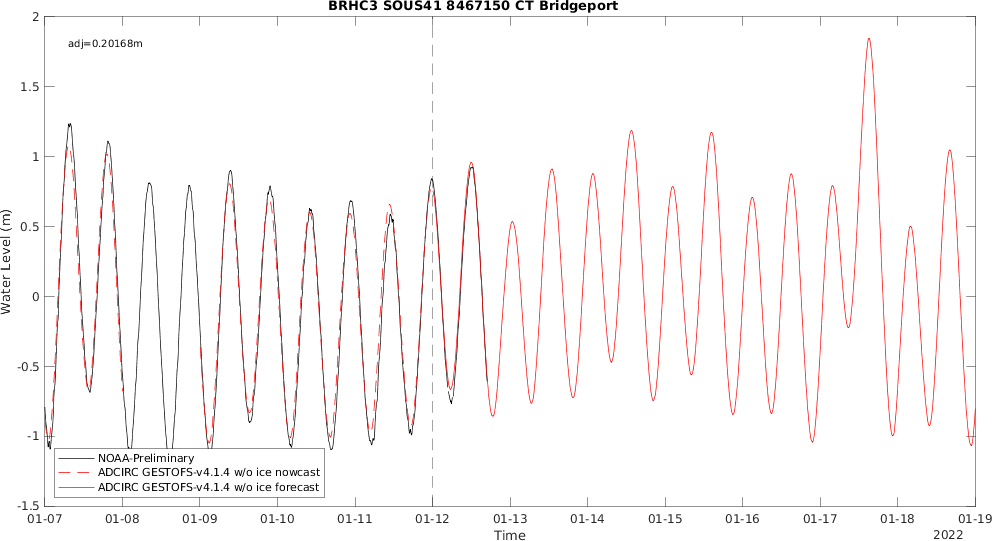 BRHC3 SOUS41 8467150 CT Bridgeport
2
adj=0.20168m
1.5
1
0.5
0
-0.5
-1
-1.5
Water Level (m)
NOAA-Preliminary
ADCIRC GESTOFS-v4.1.4 w/o ice nowcast
ADCIRC GESTOFS-v4.1.4 w/o ice forecast
01-07 01-08 01-09 01-10 01-11 01-12 01-13 01-14 01-15 01-16 01-17 01-18 01-19
Time
2022